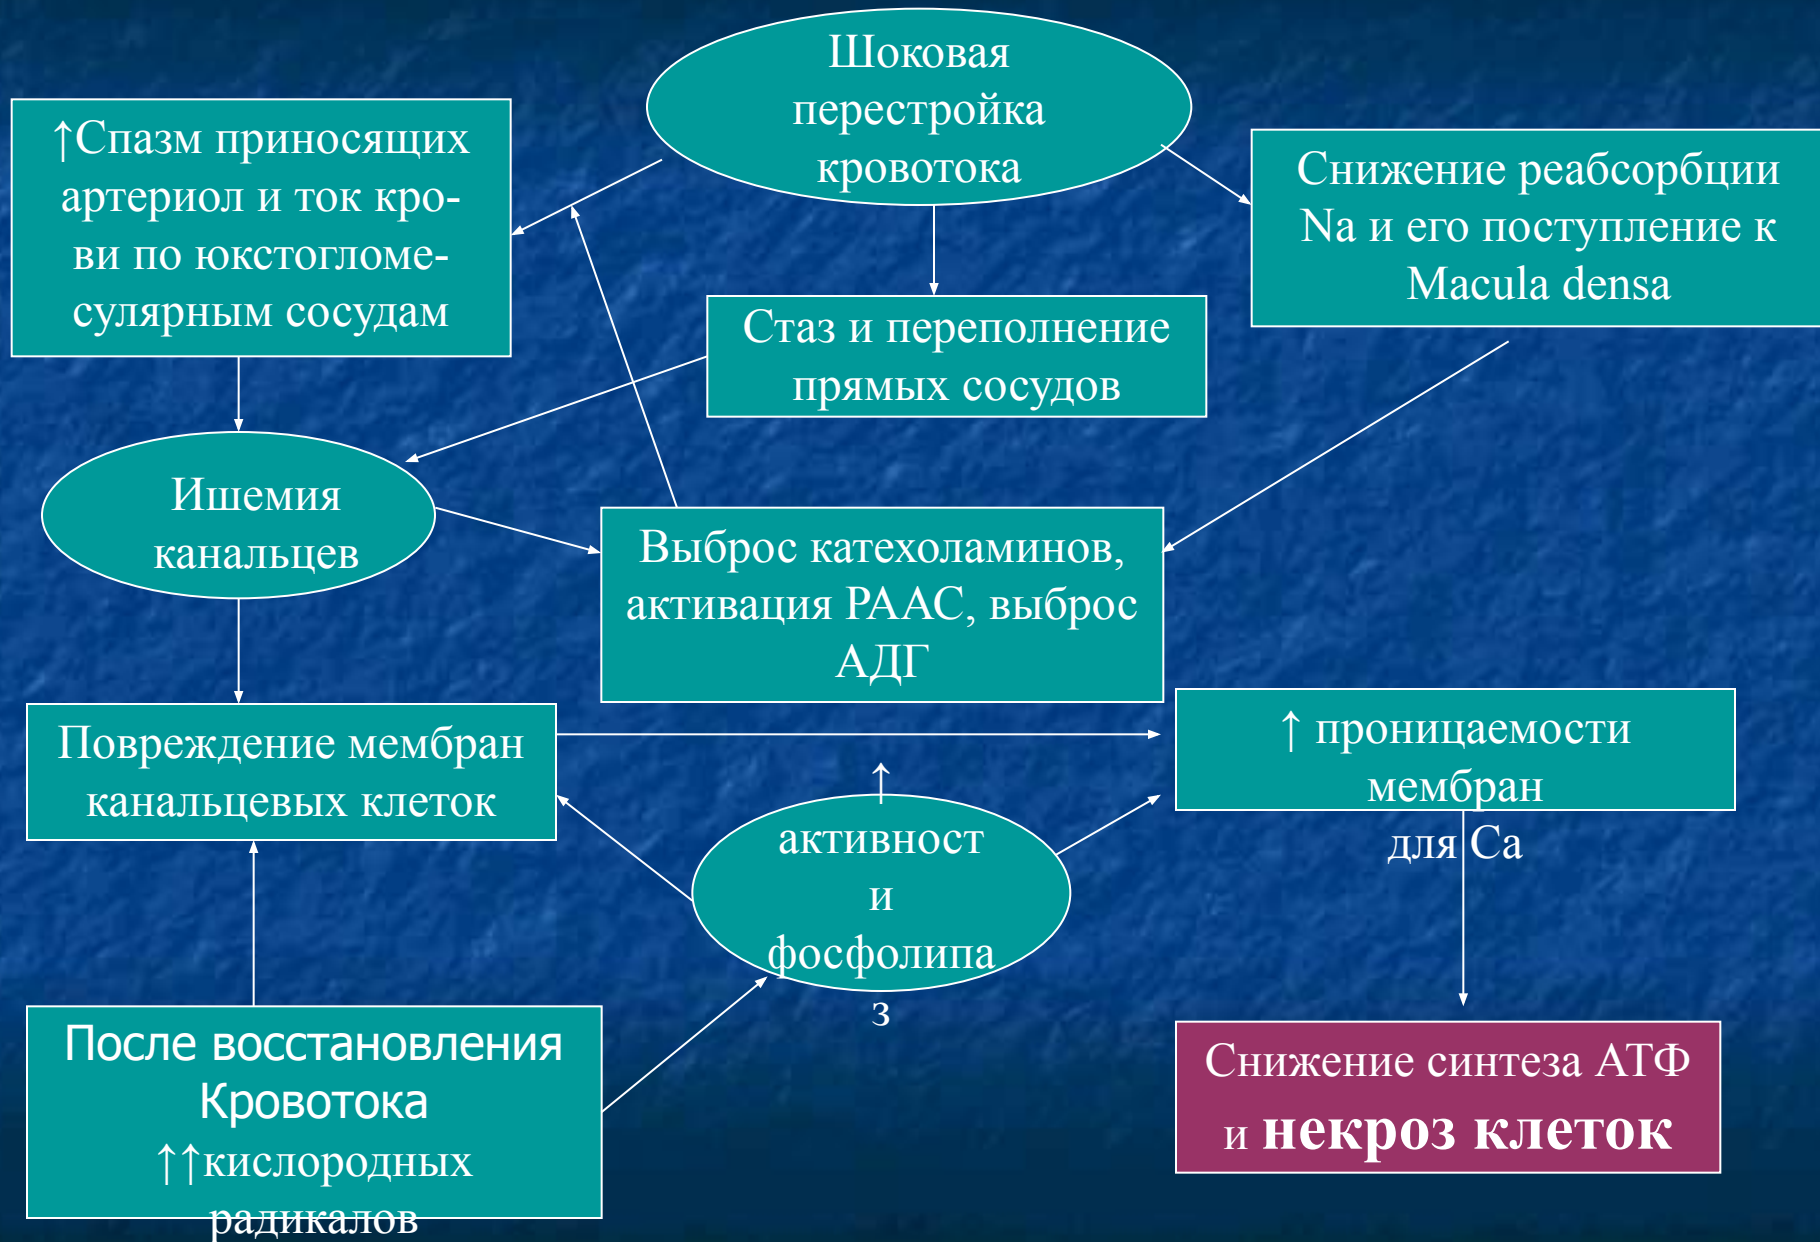 Шоковая
перестройка
кровотока
↑Спазм приносящих
артериол и ток кро-
ви по юкстогломе-
сулярным сосудам
Снижение реабсорбции
Na и его поступление к
Macula densa
Стаз и переполнение
прямых сосудов
Ишемия
канальцев
Выброс катехоламинов,
активация РААС, выброс
АДГ
Повреждение мембран
канальцевых клеток
↑ проницаемости
мембран
для Са
↑
активност
и
фосфолипа
з
После восстановления
Кровотока
↑↑кислородных
радикалов
Снижение синтеза АТФ
и некроз клеток